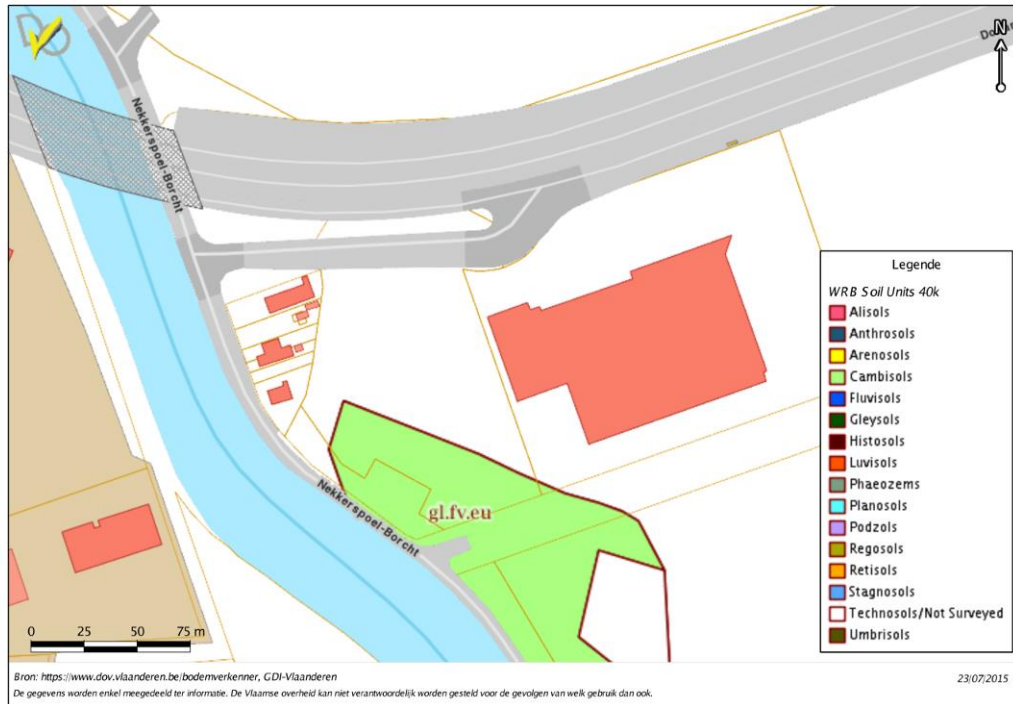 N
Nekkerspoel-Borcht
Nekkerspoel-Borcht
gl.fv.eu
0 25 50 75 m
Legende
WRB Soil Units 40k
Alisols
Anthrosols
Arenosols
Cambisols
Fluvisols
Gleysols
Histosols
Luvisols
Phaeozems
Planosols
Podzols
Regosols
Retisols
Stagnosols
Technosols/Not Surveyed
Umbrisols
Bron: https://www.dov.vlaanderen.be/bodemverkenner, GDI-Vlaanderen
23/07/2015
De gegevens worden enkel meegedeeld ter informatie. De Vlaamse overheid kan niet verantwoordelijk worden gesteld voor de gevolgen van welk gebruik dan ook.